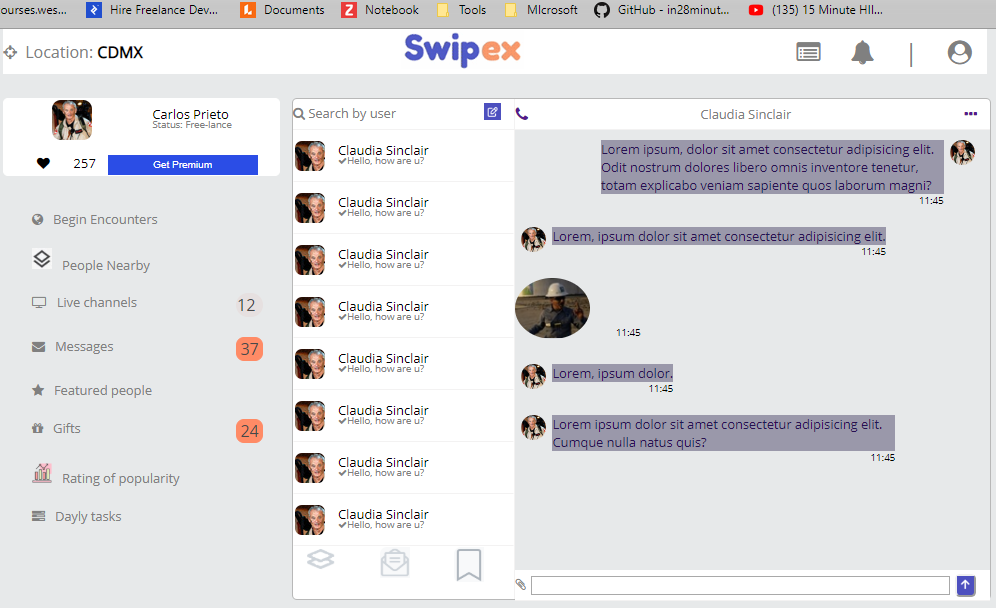 ourses.wes...
Hire Freelance Dev...
Documents
Notebook
Tools
MIcrosoft
GitHub - in28minut...
(135) 15 Minute HII...
Location: CDMX
Swipex
|
Carlos Prieto
Status: Free-lance
257
Get Premium
Begin Encounters
People Nearby
Live channels
12
Messages
37
Featured people
Gifts
24
Rating of popularity
Dayly tasks
Search by user
Claudia Sinclair
Hello, how are u?
Claudia Sinclair
Hello, how are u?
Claudia Sinclair
Hello, how are u?
Claudia Sinclair
Hello, how are u?
Claudia Sinclair
Hello, how are u?
Claudia Sinclair
Hello, how are u?
Claudia Sinclair
Hello, how are u?
Claudia Sinclair
Hello, how are u?
Claudia Sinclair
Lorem ipsum, dolor sit amet consectetur adipisicing elit.
Odit nostrum dolores libero omnis inventore tenetur,
totam explicabo veniam sapiente quos laborum magni?
11:45
Lorem, ipsum dolor sit amet consectetur adipisicing elit.
11:45
11:45
Lorem, ipsum dolor.
11:45
Lorem ipsum dolor sit amet consectetur adipisicing elit.
Cumque nulla natus quis?
11:45